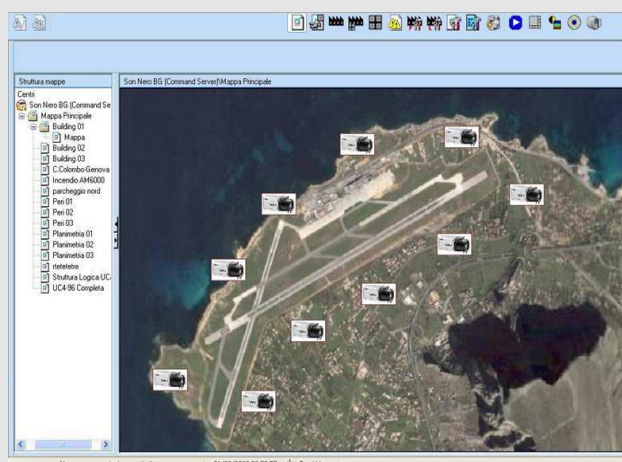 Struttura mappe
Son Nero BG (Command Server)\Mappa Principale
Centri
Son Nero BG (Command Se
Mappa Principale
Building 01
Mappa
Building 02
Building 03
C.Colombo-Genova
Incendio AM6000
parcheggio nord
Peri 01
Peri 02
Peri 03
Planimetria 01
Planimetria 02
Planimetria 03
rtetetetre
Struttura Logica UC
UC4-96 Completa